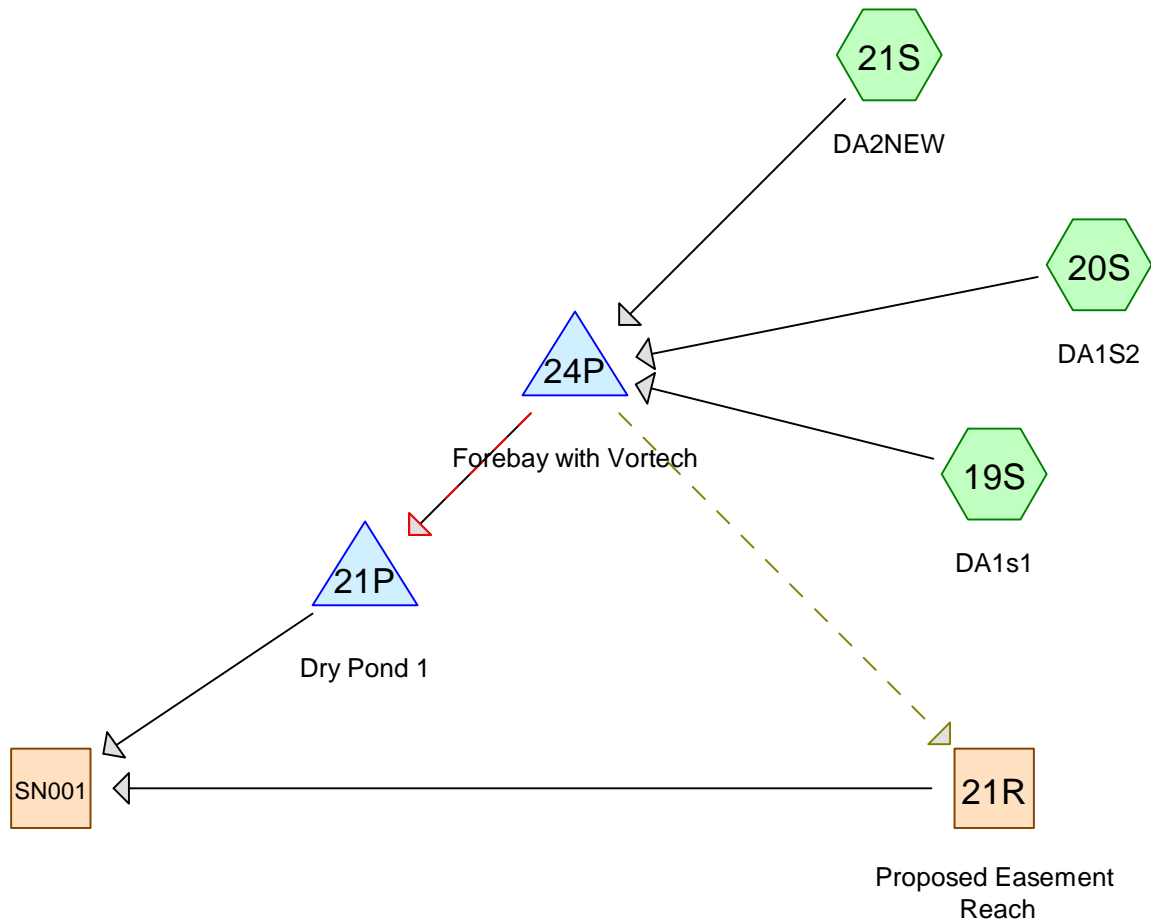 21S
DA2NEW
20S
DA1S2
24P
Forebay with Vortech
19S
DA1s1
21P
Dry Pond 1
SN001
21R
Proposed Easement
Reach